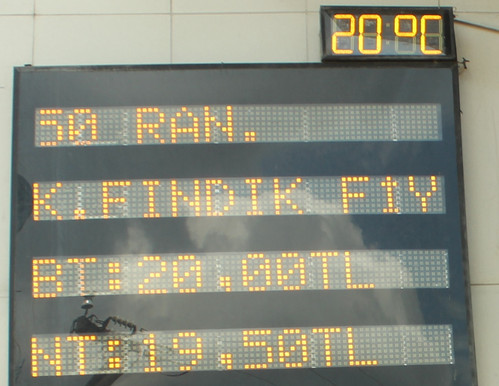 20 °C
50 RAN.
K.FINDIK FİY
BT:20.00TL
NT:19.50TL